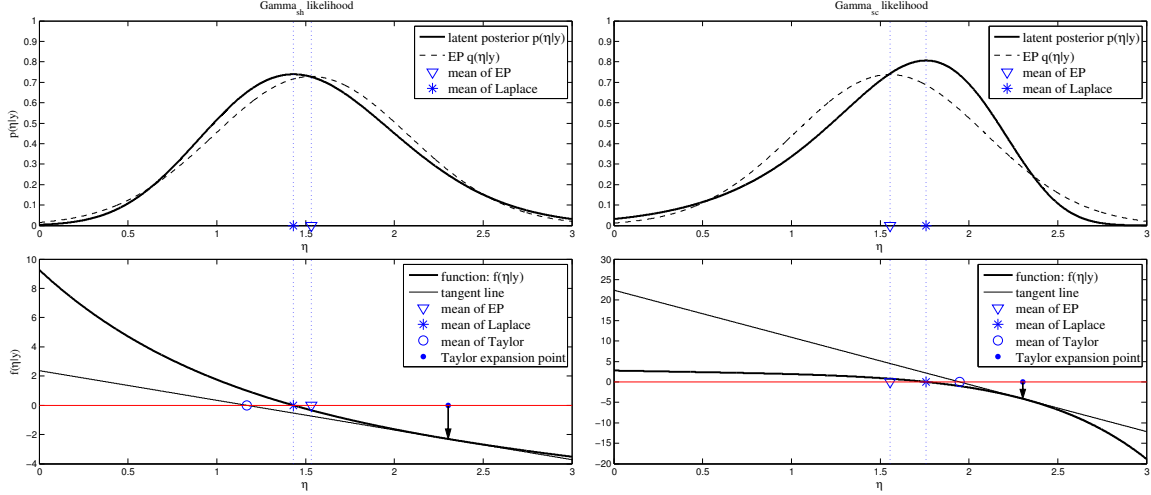 Gamma_sh likelihood
latent posterior p(η|y)
EP q(η|y)
mean of EP
mean of Laplace
p(η|y)
1
0.9
0.8
0.7
0.6
0.5
0.4
0.3
0.2
0.1
0
0 0.5 1 1.5 2 2.5 3
η
Gamma_sc likelihood
latent posterior p(η|y)
EP q(η|y)
mean of EP
mean of Laplace
1
0.9
0.8
0.7
0.6
0.5
0.4
0.3
0.2
0.1
0
0 0.5 1 1.5 2 2.5 3
η
function: f(η|y)
tangent line
mean of EP
mean of Laplace
mean of Taylor
Taylor expansion point
f(η|y)
10
8
6
4
2
0
−2
−4
0 0.5 1 1.5 2 2.5 3
η
function: f(η|y)
tangent line
mean of EP
mean of Laplace
mean of Taylor
Taylor expansion point
30
25
20
15
10
5
0
−5
−10
−15
−20
0 0.5 1 1.5 2 2.5 3
η